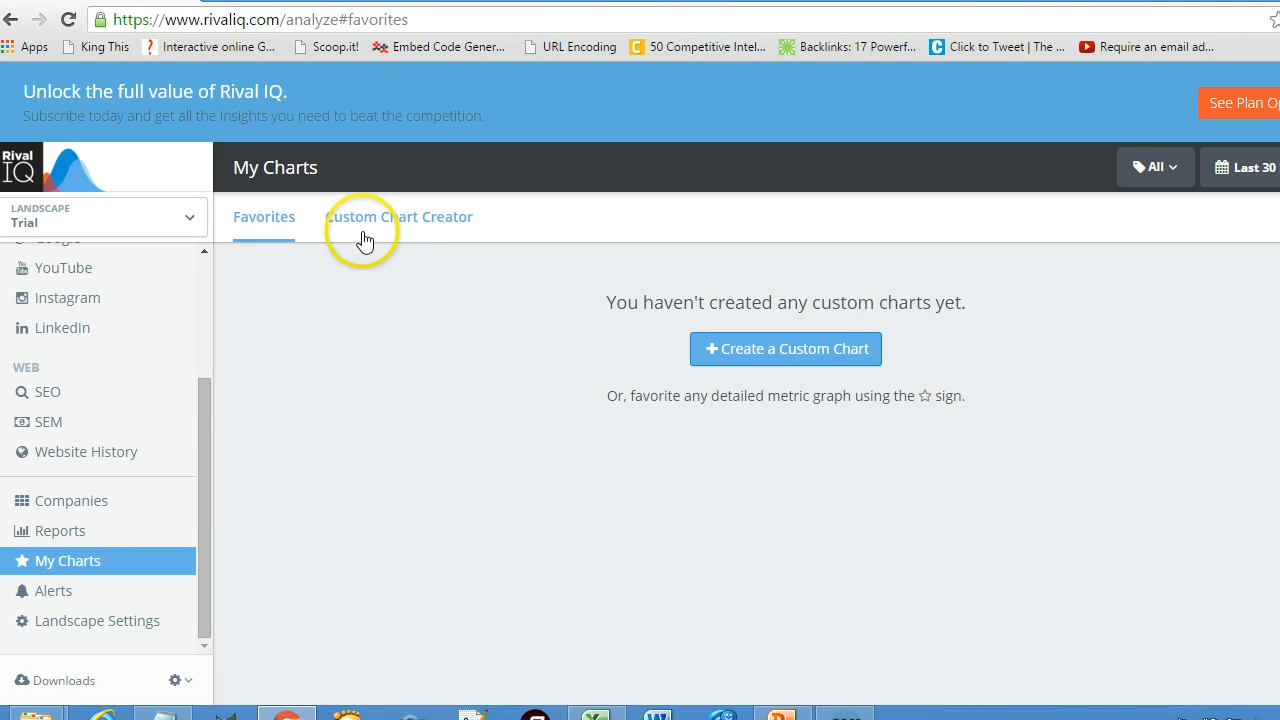 https://www.rivaliq.com/analyze#favorites
Apps King This Interactive online G... Scoop.it! Embed Code Gener... URL Encoding 50 Competitive Intel... Backlinks: 17 Powerf... Click to Tweet | The ... Require an email ad...
Unlock the full value of Rival IQ.
Subscribe today and get all the insights you need to beat the competition.
See Plan Op
Rival
IQ
My Charts
All
Last 30
LANDSCAPE
Trial
Favorites Custom Chart Creator
YouTube
Instagram
LinkedIn
WEB
SEO
SEM
Website History
Companies
Reports
My Charts
Alerts
Landscape Settings
Downloads
You haven't created any custom charts yet.
+ Create a Custom Chart
Or, favorite any detailed metric graph using the ☆ sign.